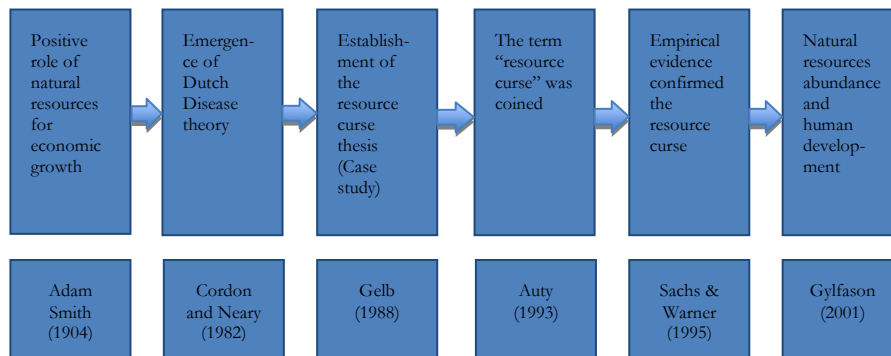 Positive
role of
natural
resources
for
economic
growth
Emergen-
ce of
Dutch
Disease
theory
Establish-
ment of
the
resource
curse
thesis
(Case
study)
The term
“resource
curse” was
coined
Empirical
evidence
confirmed
the
resource
curse
Natural
resources
abundance
and
human
develop-
ment
Adam
Smith
(1904)
Cordon
and Neary
(1982)
Gelb
(1988)
Auty
(1993)
Sachs &
Warner
(1995)
Gylfason
(2001)